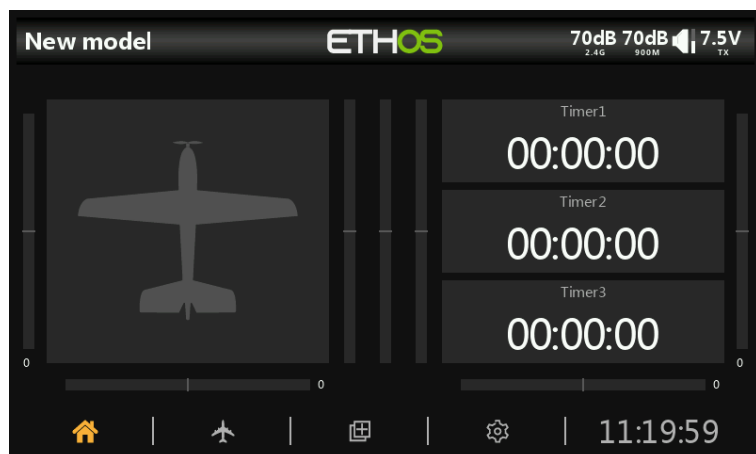 New model
ETHOS
70dB 70dB 7.5V
2.4G 900M TX
Timer1
00:00:00
Timer2
00:00:00
Timer3
00:00:00
0
0
0
0
11:19:59